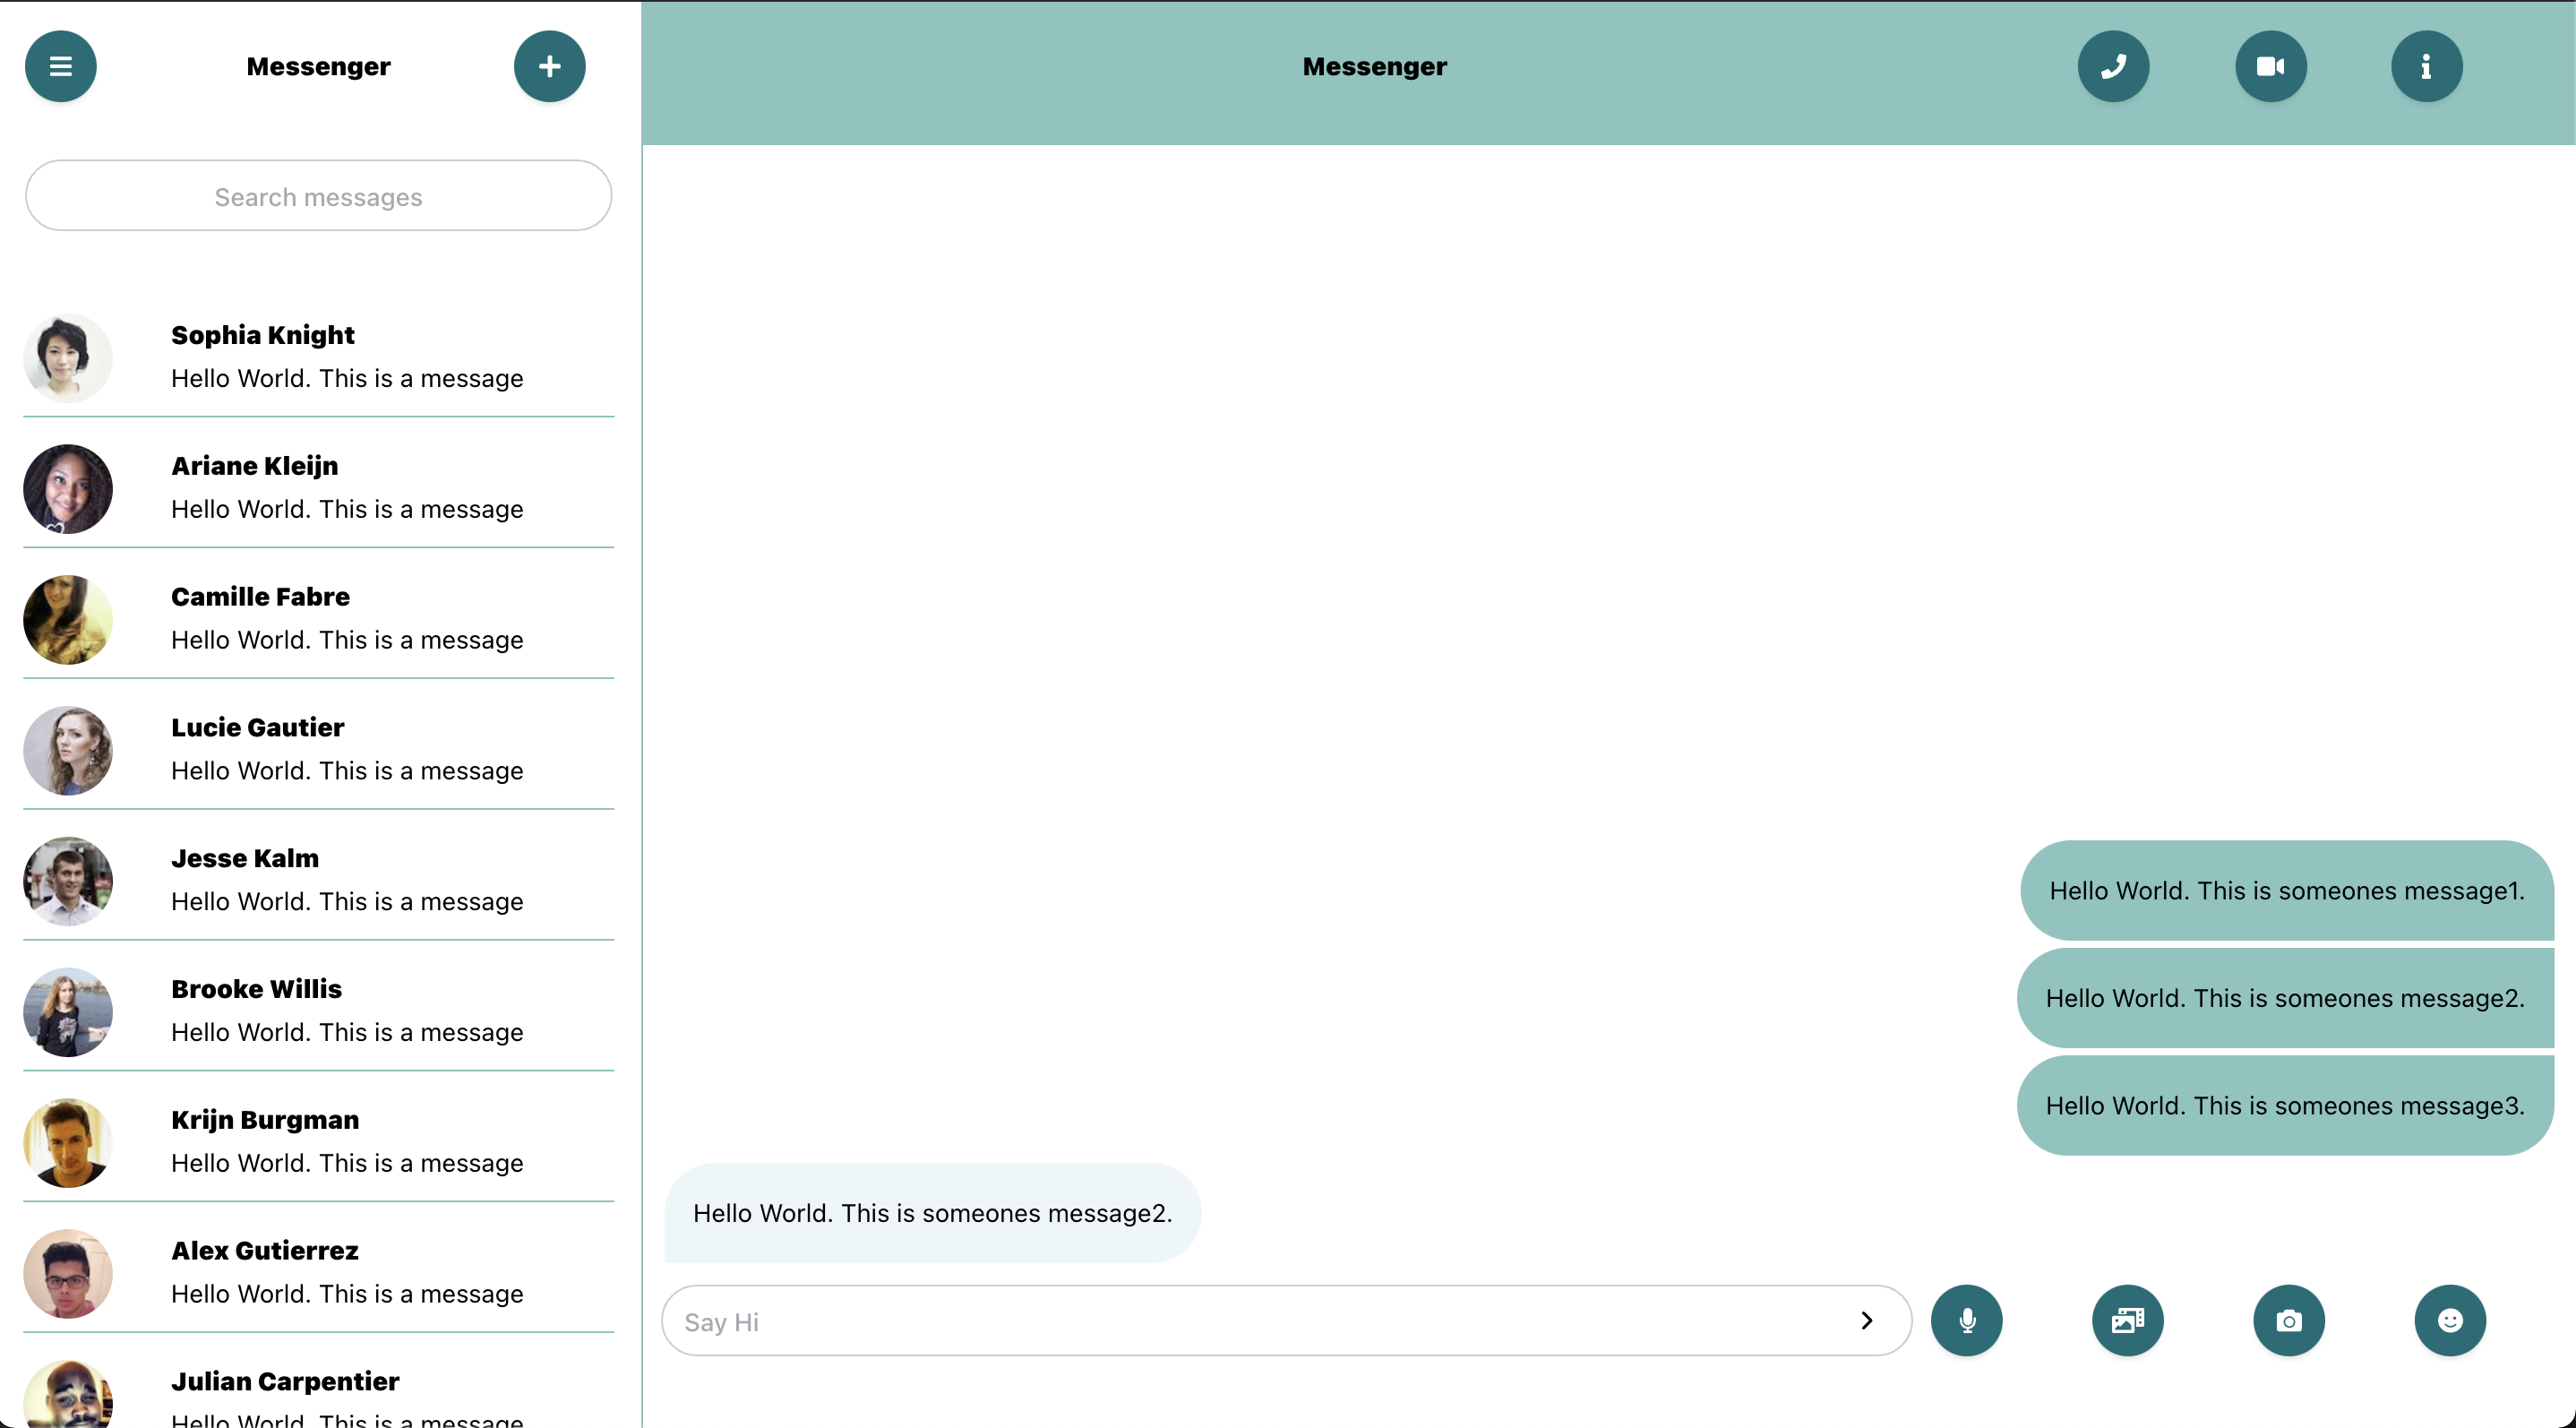 Messenger
Search messages
Sophia Knight
Hello World. This is a message
Ariane Kleijn
Hello World. This is a message
Camille Fabre
Hello World. This is a message
Lucie Gautier
Hello World. This is a message
Jesse Kalm
Hello World. This is a message
Brooke Willis
Hello World. This is a message
Krijn Burgman
Hello World. This is a message
Alex Gutierrez
Hello World. This is a message
Julian Carpentier
Hello World. This is a message
Messenger
Hello World. This is someones message1.
Hello World. This is someones message2.
Hello World. This is someones message3.
Hello World. This is someones message2.
Say Hi